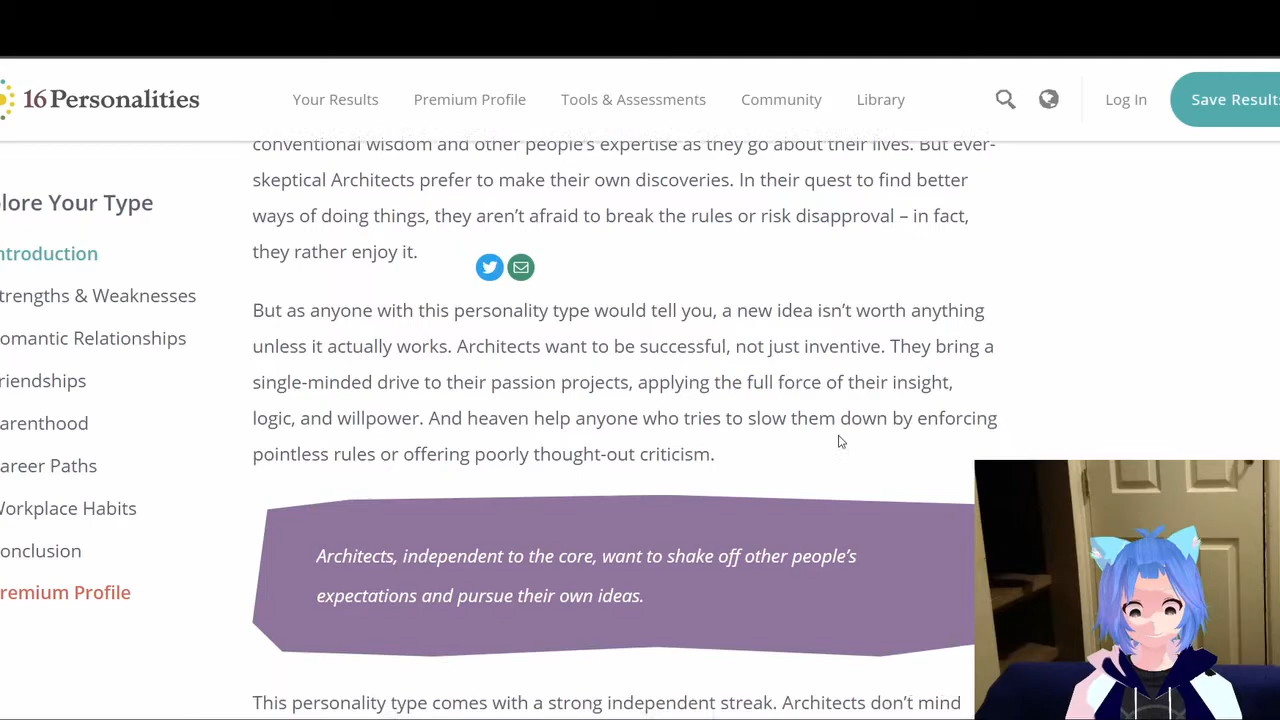 16Personalities
Your Results
Premium Profile
Tools & Assessments
Community
Library
Log In
Save Results
conventional wisdom and other people's expertise as they go about their lives. But ever-
skeptical Architects prefer to make their own discoveries. In their quest to find better
ways of doing things, they aren't afraid to break the rules or risk disapproval – in fact,
they rather enjoy it.
But as anyone with this personality type would tell you, a new idea isn't worth anything
unless it actually works. Architects want to be successful, not just inventive. They bring a
single-minded drive to their passion projects, applying the full force of their insight,
logic, and willpower. And heaven help anyone who tries to slow them down by enforcing
pointless rules or offering poorly thought-out criticism.
Architects, independent to the core, want to shake off other people's
expectations and pursue their own ideas.
This personality type comes with a strong independent streak. Architects don't mind
plore Your Type
ntroduction
trengths & Weaknesses
omantic Relationships
riendships
arenthood
areer Paths
Workplace Habits
onclusion
remium Profile